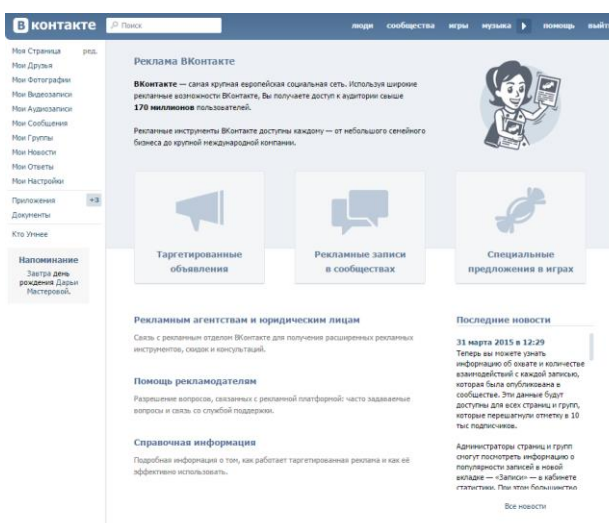 В контакте
Поиск
люди сообщества игры музыка помощь выйти
Моя Страница ред.
Мои Друзья
Мои Фотографии
Мои Видеозаписи
Мои Аудиозаписи
Мои Сообщения
Мои Группы
Мои Новости
Мои Ответы
Мои Настройки
Приложения +3
Документы
Кто Умнее
Напоминание
Завтра день
рождения Дарьи
Мастеровой.
Реклама ВКонтакте
ВКонтакте — самая крупная европейская социальная сеть. Используя широкие
рекламные возможности ВКонтакте, Вы получаете доступ к аудитории свыше
170 миллионов пользователей.
Рекламные инструменты ВКонтакте доступны каждому — от небольшого семейного
бизнеса до крупной международной компании.
Таргетированные
объявления
Рекламные записи
в сообществах
Специальные
предложения в играх
Рекламным агентствам и юридическим лицам
Связь с рекламным отделом ВКонтакте для получения расширенных рекламных
инструментов, скидок и консультаций.
Помощь рекламодателям
Разрешение вопросов, связанных с рекламной платформой: часто задаваемые
вопросы и связь со службой поддержки.
Справочная информация
Подробная информация о том, как работает таргетированная реклама и как её
эффективно использовать.
Последние новости
31 марта 2015 в 12:29
Теперь вы можете узнать
информацию об охвате и количестве
взаимодействий с каждой записью,
которая была опубликована в
сообществе. Эти данные будут
доступны для всех страниц и групп,
которые перешагнули отметку в 10
тыс подписчиков.
Администраторы страниц и групп
смогут посмотреть информацию о
популярности записей в новой
вкладке — «Записи» — в кабинете
статистики. При этом большинство
Все новости